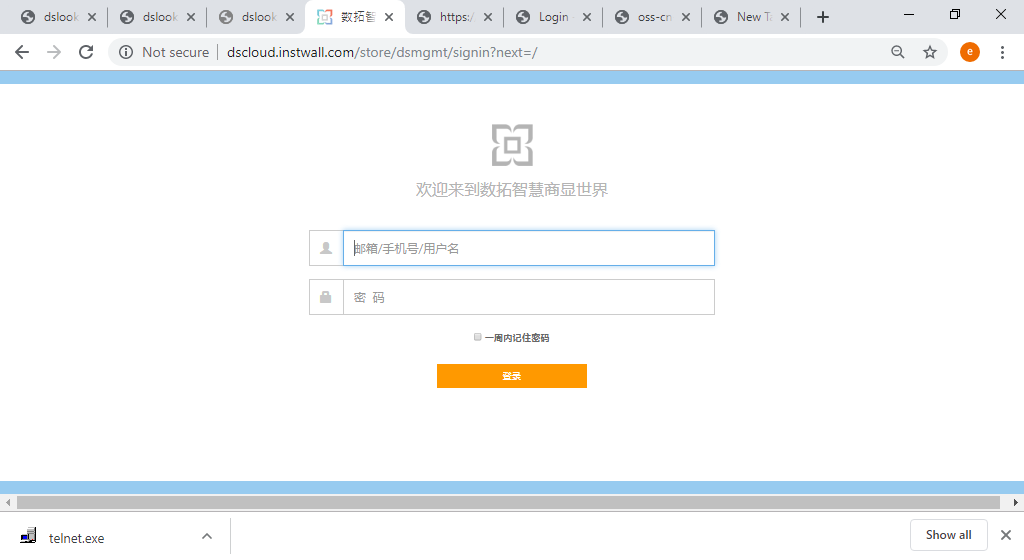 dslook
dslook
dslook
数拓智
https:/
Login
oss-cn
New Ta
Not secure
dscloud.instwall.com/store/dsmgmt/signin?next=/
e
欢迎来到数拓智慧商显世界
邮箱/手机号/用户名
密 码
一周内记住密码
登录
telnet.exe
Show all